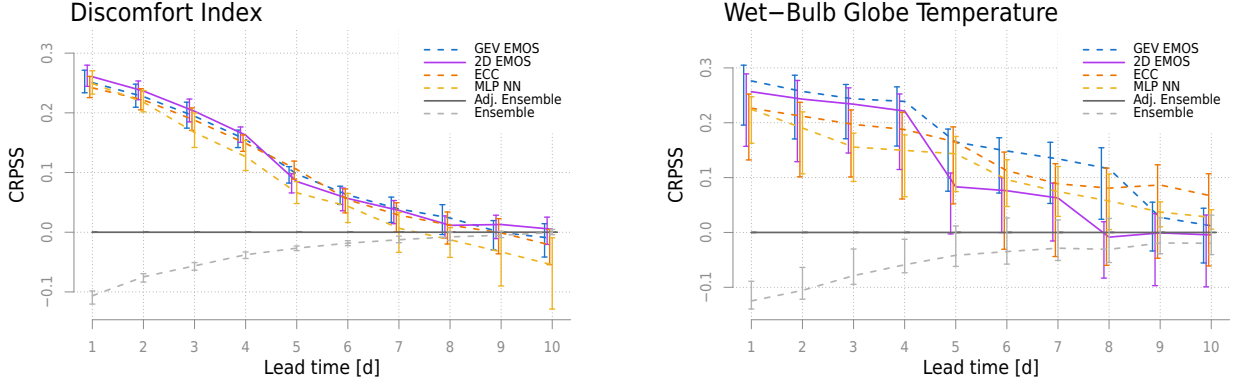 Discomfort Index
CRPSS
0.3
0.2
0.1
0.0
−0.1
GEV EMOS
2D EMOS
ECC
MLP NN
Adj. Ensemble
Ensemble
1 2 3 4 5 6 7 8 9 10
Lead time [d]
Wet−Bulb Globe Temperature
CRPSS
0.3
0.2
0.1
0.0
−0.1
GEV EMOS
2D EMOS
ECC
MLP NN
Adj. Ensemble
Ensemble
1 2 3 4 5 6 7 8 9 10
Lead time [d]